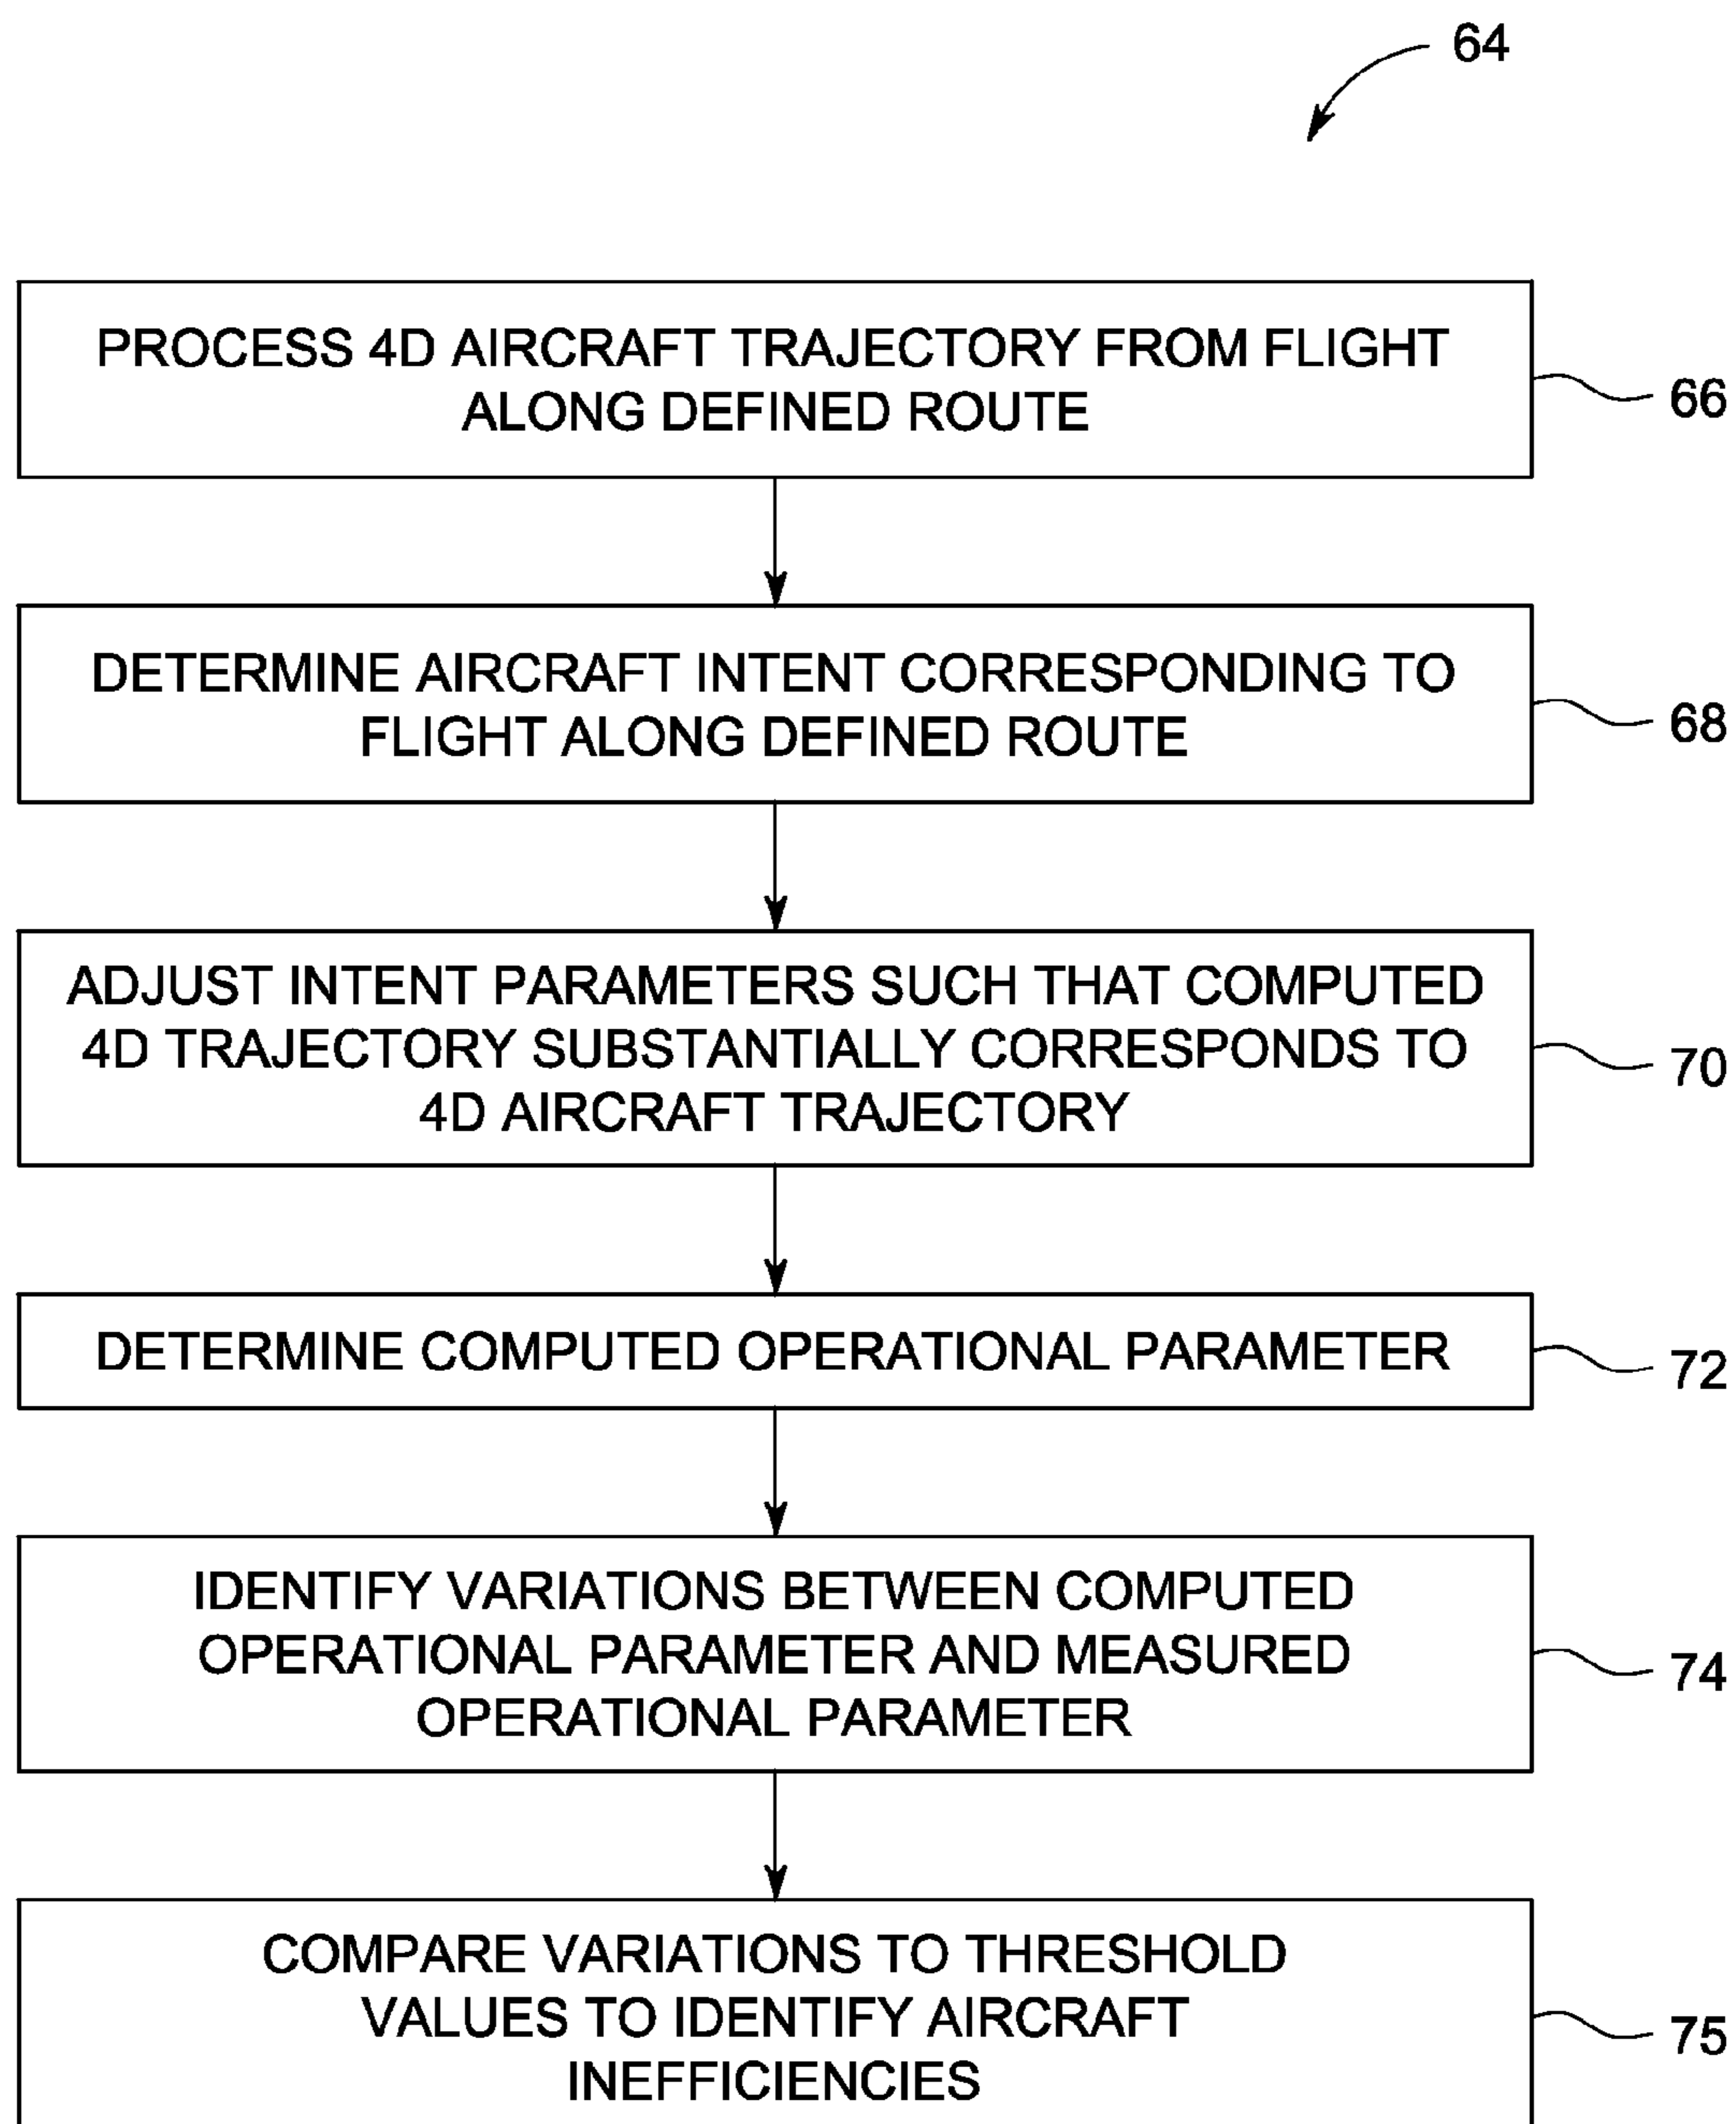 64
PROCESS 4D AIRCRAFT TRAJECTORY FROM FLIGHT
ALONG DEFINED ROUTE
66
DETERMINE AIRCRAFT INTENT CORRESPONDING TO
FLIGHT ALONG DEFINED ROUTE
68
ADJUST INTENT PARAMETERS SUCH THAT COMPUTED
4D TRAJECTORY SUBSTANTIALLY CORRESPONDS TO
4D AIRCRAFT TRAJECTORY
70
DETERMINE COMPUTED OPERATIONAL PARAMETER
72
IDENTIFY VARIATIONS BETWEEN COMPUTED
OPERATIONAL PARAMETER AND MEASURED
OPERATIONAL PARAMETER
74
COMPARE VARIATIONS TO THRESHOLD
VALUES TO IDENTIFY AIRCRAFT
INEFFICIENCIES
75